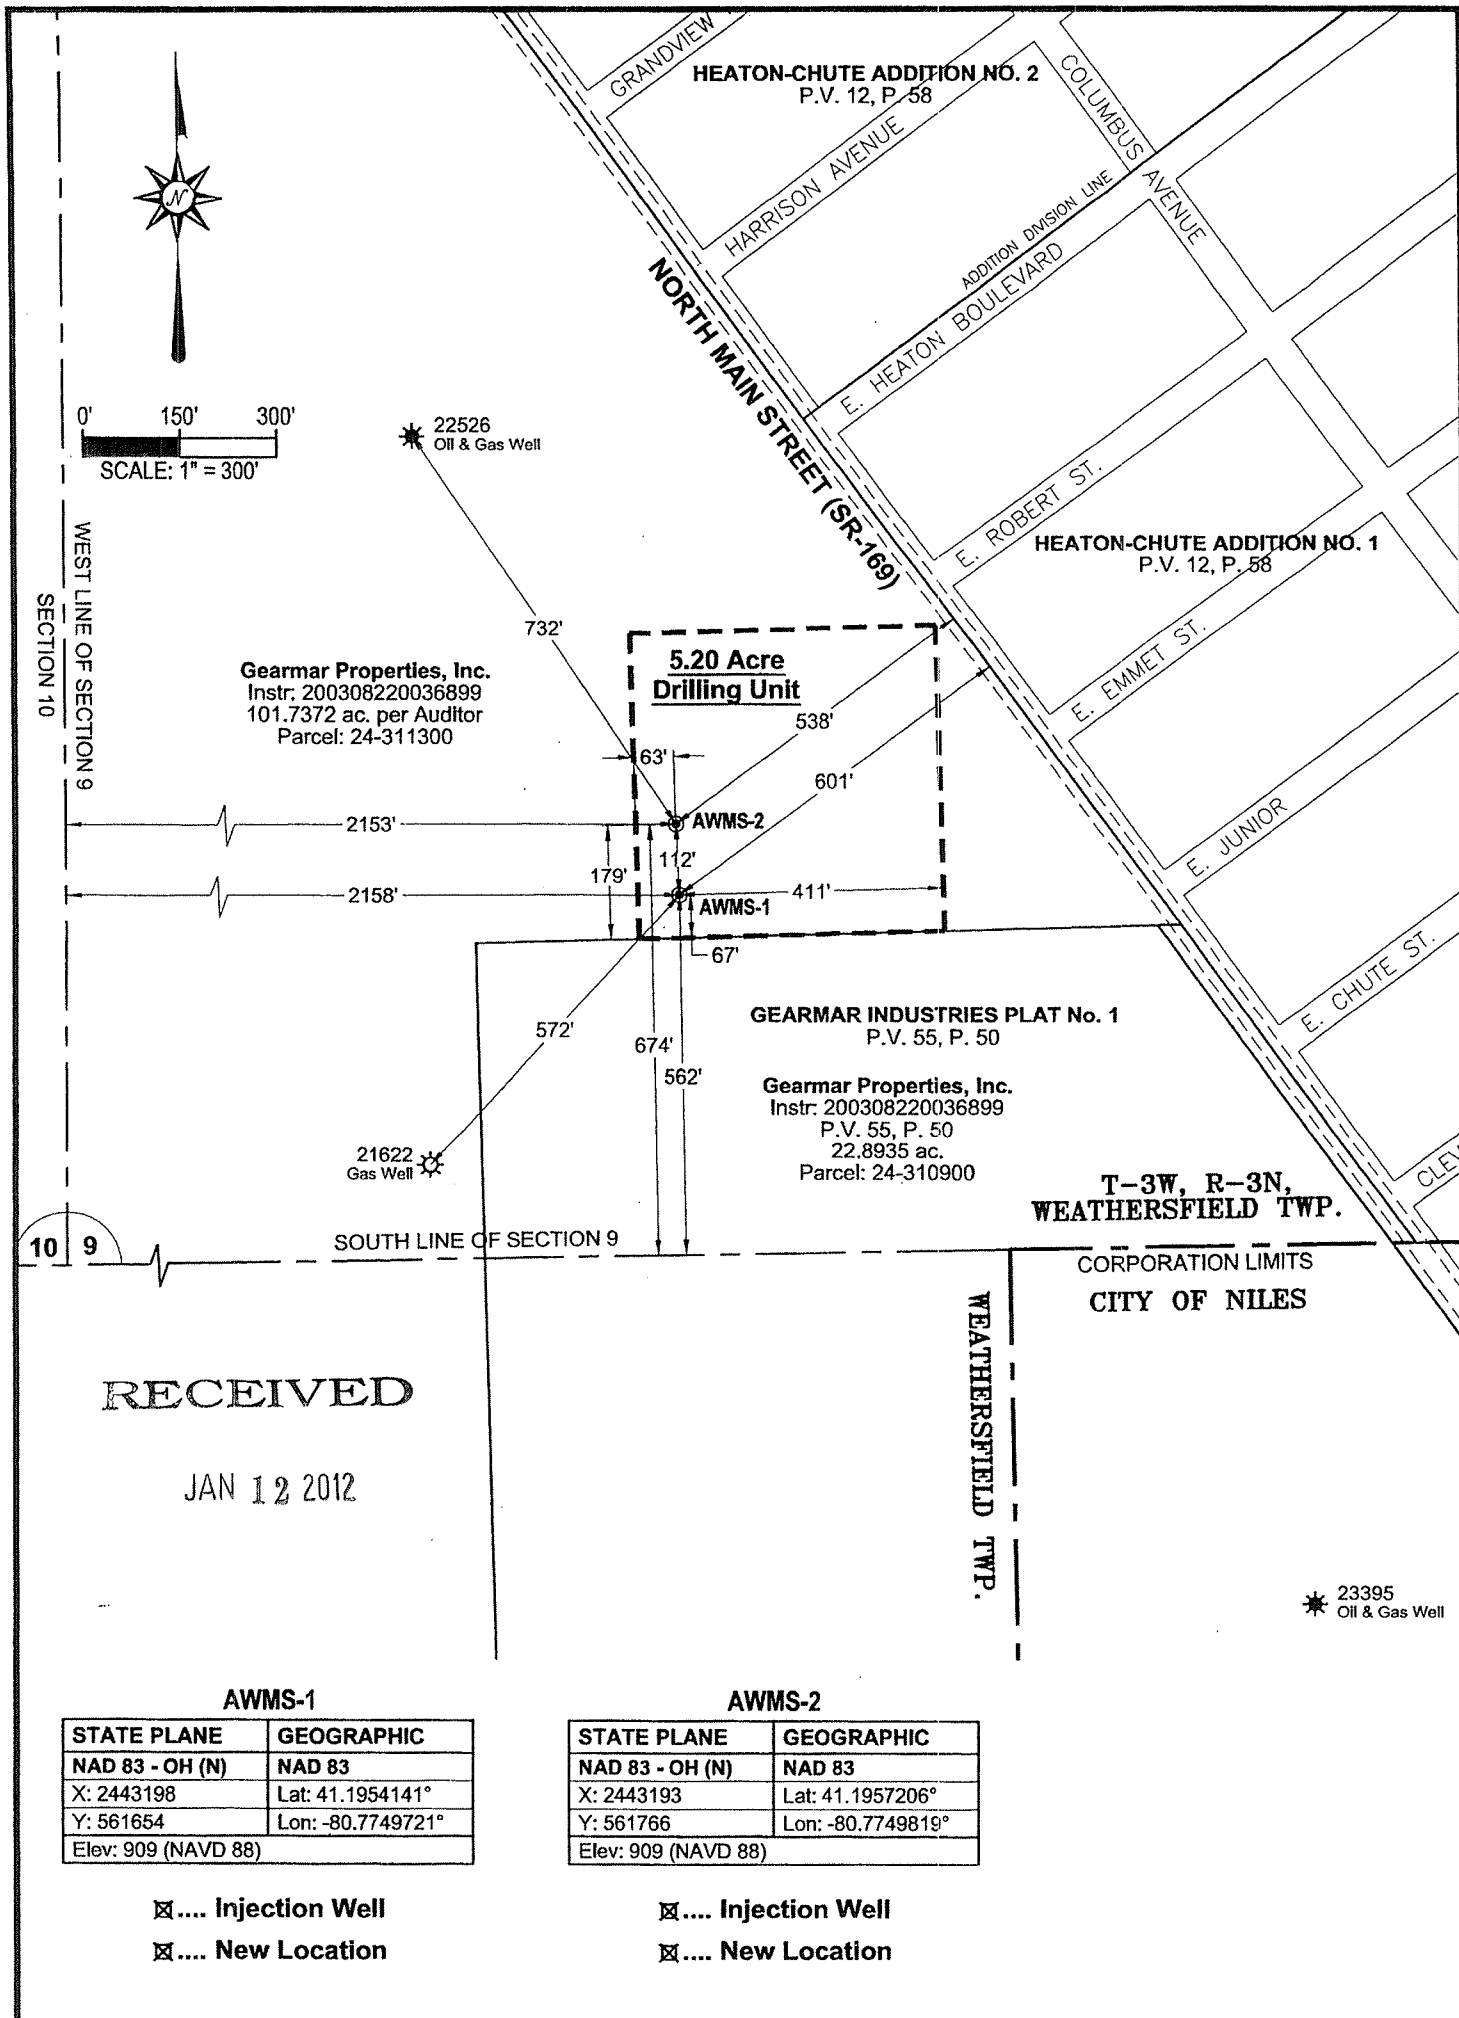 GRANDVIEW
HEATON-CHUTE ADDITION NO. 2
P.V. 12, P. 58
COLUMBUS AVENUE
HARRISON AVENUE
ADDITION DIVISION LINE
E. HEATON BOULEVARD
NORTH MAIN STREET (SR-169)
N
0' 150' 300'
SCALE: 1" = 300'
22526
Oil & Gas Well
E. ROBERT ST.
HEATON-CHUTE ADDITION NO. 1
P.V. 12, P. 58
WEST LINE OF SECTION 9
SECTION 10
732'
Gearmar Properties, Inc.
Instr: 200308220036899
101.7372 ac. per Auditor
Parcel: 24-311300
5.20 Acre
Drilling Unit
E. EMMET ST.
538'
63'
601'
2153'
AWMS-2
112'
179'
E. JUNIOR
2158'
411'
AWMS-1
67'
E. CHUTE ST.
GEARMAR INDUSTRIES PLAT No. 1
P.V. 55, P. 50
572'
674'
562'
Gearmar Properties, Inc.
Instr: 200308220036899
P.V. 55, P. 50
22.8935 ac.
Parcel: 24-310900
21622
Gas Well
CLEV
T-3W, R-3N,
WEATHERSFIELD TWP.
10 9
SOUTH LINE OF SECTION 9
CORPORATION LIMITS
CITY OF NILES
WEATHERSFIELD TWP.
RECEIVED
JAN 12 2012
23395
Oil & Gas Well
AWMS-1
STATE PLANE GEOGRAPHIC
NAD 83 - OH (N) NAD 83
X: 2443198 Lat: 41.1954141°
Y: 561654 Lon: -80.7749721°
Elev: 909 (NAVD 88)
☒.... Injection Well
☒.... New Location
AWMS-2
STATE PLANE GEOGRAPHIC
NAD 83 - OH (N) NAD 83
X: 2443193 Lat: 41.1957206°
Y: 561766 Lon: -80.7749819°
Elev: 909 (NAVD 88)
☒.... Injection Well
☒.... New Location